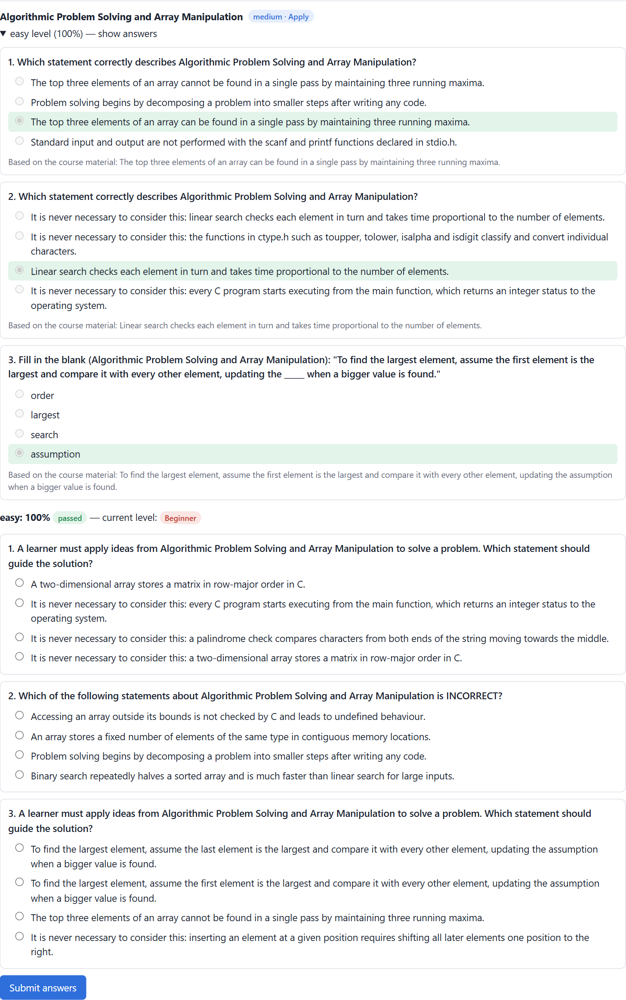 Algorithmic Problem Solving and Array Manipulation medium · Apply
▼ easy level (100%) — show answers
1. Which statement correctly describes Algorithmic Problem Solving and Array Manipulation?
The top three elements of an array cannot be found in a single pass by maintaining three running maxima.
Problem solving begins by decomposing a problem into smaller steps after writing any code.
The top three elements of an array can be found in a single pass by maintaining three running maxima.
Standard input and output are not performed with the scanf and printf functions declared in stdio.h.
Based on the course material: The top three elements of an array can be found in a single pass by maintaining three running maxima.
2. Which statement correctly describes Algorithmic Problem Solving and Array Manipulation?
It is never necessary to consider this: linear search checks each element in turn and takes time proportional to the number of elements.
It is never necessary to consider this: the functions in ctype.h such as toupper, tolower, isalpha and isdigit classify and convert individual
characters.
Linear search checks each element in turn and takes time proportional to the number of elements.
It is never necessary to consider this: every C program starts executing from the main function, which returns an integer status to the
operating system.
Based on the course material: Linear search checks each element in turn and takes time proportional to the number of elements.
3. Fill in the blank (Algorithmic Problem Solving and Array Manipulation): "To find the largest element, assume the first element is the
largest and compare it with every other element, updating the ____ when a bigger value is found."
order
largest
search
assumption
Based on the course material: To find the largest element, assume the first element is the largest and compare it with every other element, updating the assumption
when a bigger value is found.
easy: 100% passed — current level: Beginner
1. A learner must apply ideas from Algorithmic Problem Solving and Array Manipulation to solve a problem. Which statement should
guide the solution?
A two-dimensional array stores a matrix in row-major order in C.
It is never necessary to consider this: every C program starts executing from the main function, which returns an integer status to the
operating system.
It is never necessary to consider this: a palindrome check compares characters from both ends of the string moving towards the middle.
It is never necessary to consider this: a two-dimensional array stores a matrix in row-major order in C.
2. Which of the following statements about Algorithmic Problem Solving and Array Manipulation is INCORRECT?
Accessing an array outside its bounds is not checked by C and leads to undefined behaviour.
An array stores a fixed number of elements of the same type in contiguous memory locations.
Problem solving begins by decomposing a problem into smaller steps after writing any code.
Binary search repeatedly halves a sorted array and is much faster than linear search for large inputs.
3. A learner must apply ideas from Algorithmic Problem Solving and Array Manipulation to solve a problem. Which statement should
guide the solution?
To find the largest element, assume the last element is the largest and compare it with every other element, updating the assumption
when a bigger value is found.
To find the largest element, assume the first element is the largest and compare it with every other element, updating the assumption
when a bigger value is found.
The top three elements of an array cannot be found in a single pass by maintaining three running maxima.
It is never necessary to consider this: inserting an element at a given position requires shifting all later elements one position to the
right.
Submit answers